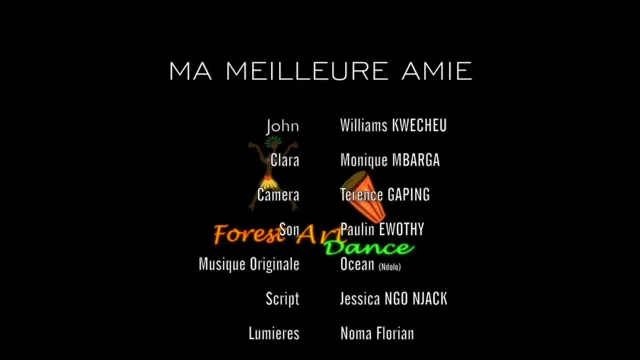 MA MEILLEURE AMIE
John Williams KWECHEU
Clara Monique MBARGA
Camera Terence GAPING
Son Paulin EWOTHY
Forest Art
Dance
Musique Originale Ocean (Ndolo)
Script Jessica NGO NJACK
Lumieres Noma Florian